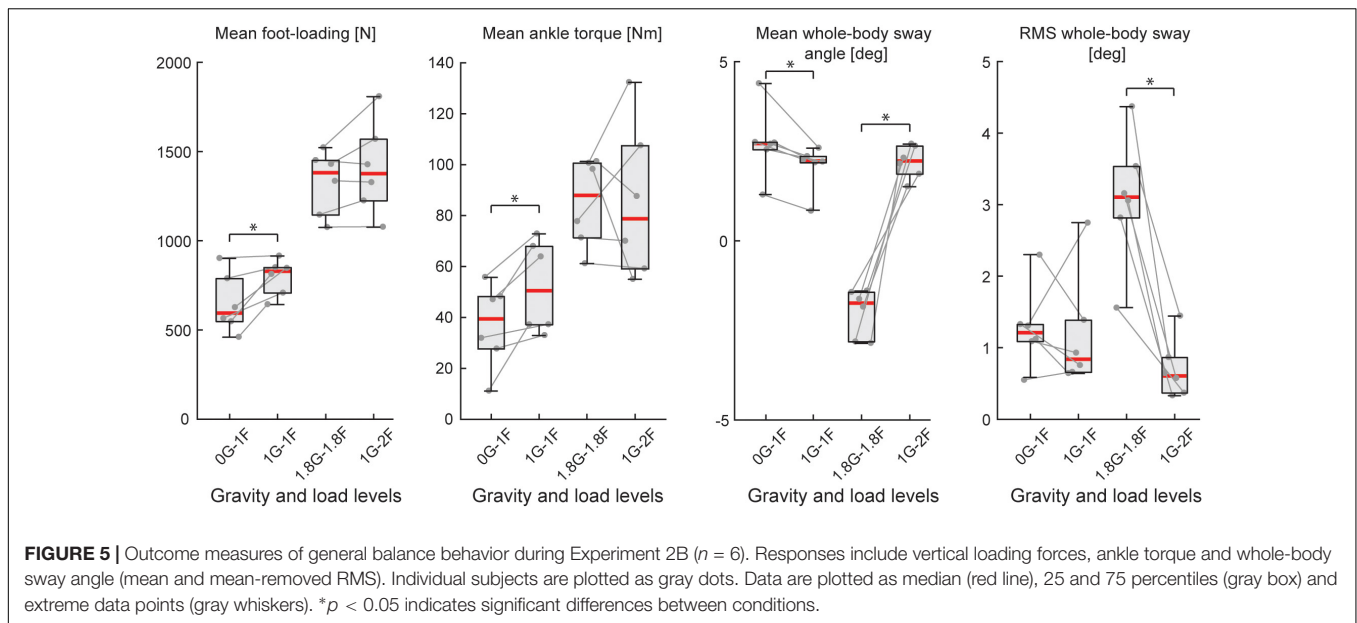 Mean foot-loading [N]
2000
1500
1000
500
0
*
0G-1F
1G-1F
1.8G-1.8F
1G-2F
Gravity and load levels
Mean ankle torque [Nm]
140
120
100
80
60
40
20
0
*
0G-1F
1G-1F
1.8G-1.8F
1G-2F
Gravity and load levels
Mean whole-body sway
angle [deg]
5
0
-5
*
*
0G-1F
1G-1F
1.8G-1.8F
1G-2F
Gravity and load levels
RMS whole-body sway
[deg]
5
4
3
2
1
0
*
0G-1F
1G-1F
1.8G-1.8F
1G-2F
Gravity and load levels
FIGURE 5 | Outcome measures of general balance behavior during Experiment 2B (n = 6). Responses include vertical loading forces, ankle torque and whole-body
sway angle (mean and mean-removed RMS). Individual subjects are plotted as gray dots. Data are plotted as median (red line), 25 and 75 percentiles (gray box) and
extreme data points (gray whiskers). *p < 0.05 indicates significant differences between conditions.